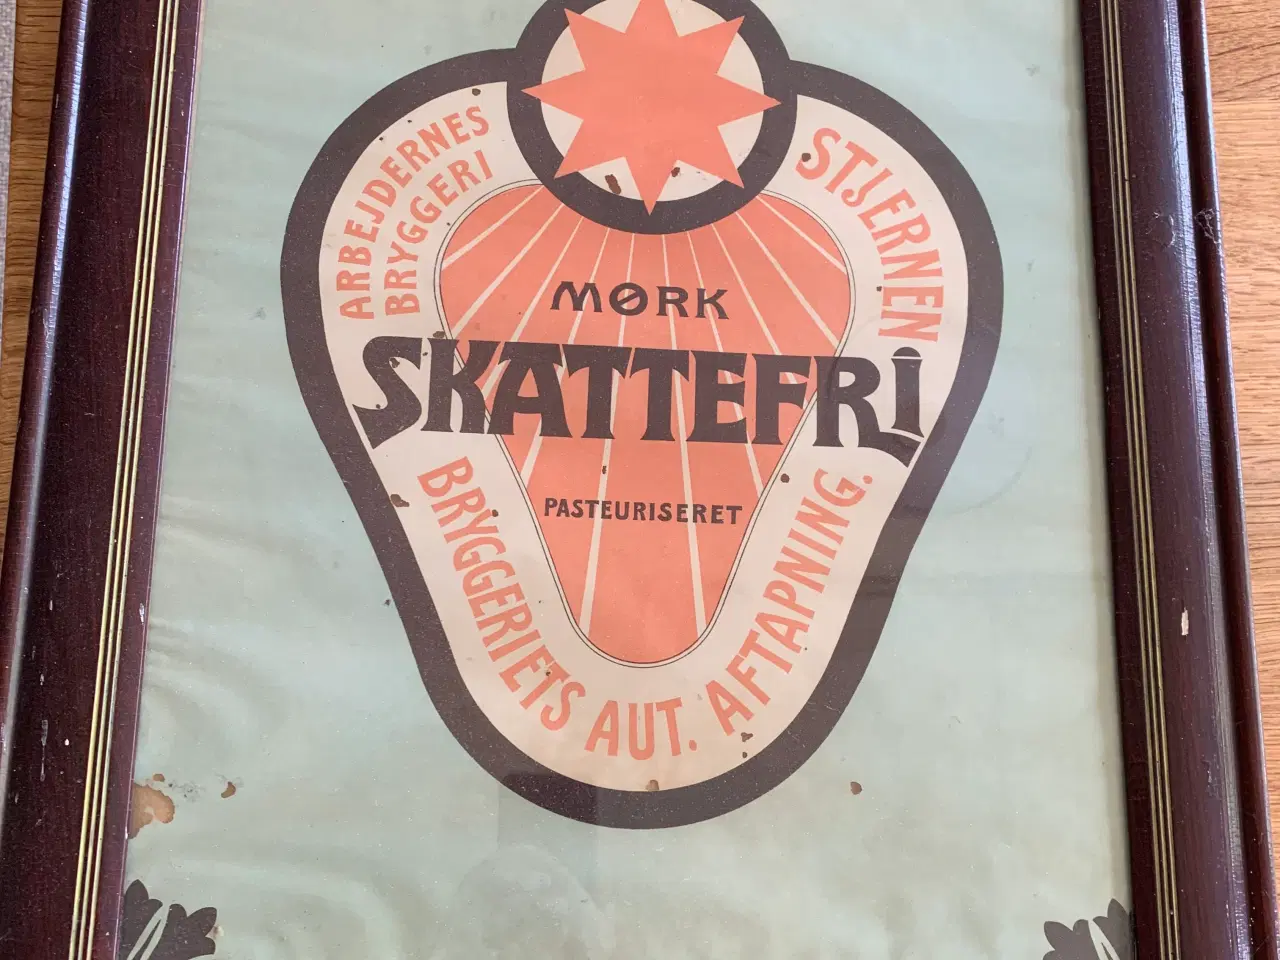 ARBEJDERNES
BRYGGERI
STJERNEN
MØRK
SKATTEFRI
PASTEURISERET
BRYGGERIETS AUT. AFTAPNING.